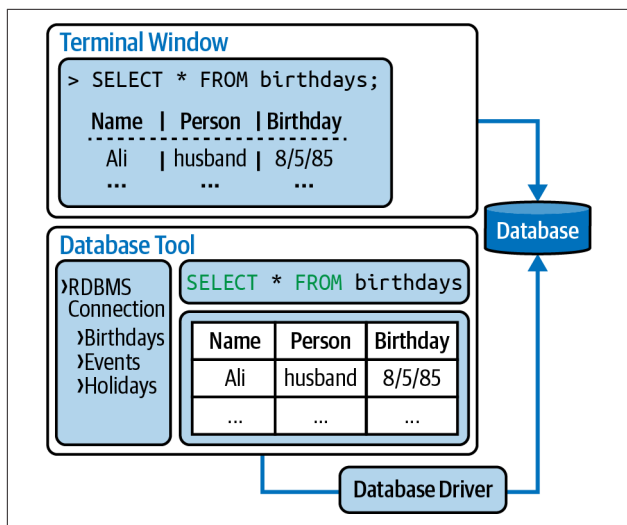 Terminal Window
> SELECT * FROM birthdays;
Name | Person | Birthday
Ali | husband | 8/5/85
... ... ...
Database
Database Tool
›RDBMS
Connection
›Birthdays
›Events
›Holidays
SELECT * FROM birthdays
Name Person Birthday
Ali husband 8/5/85
... ... ...
Database Driver